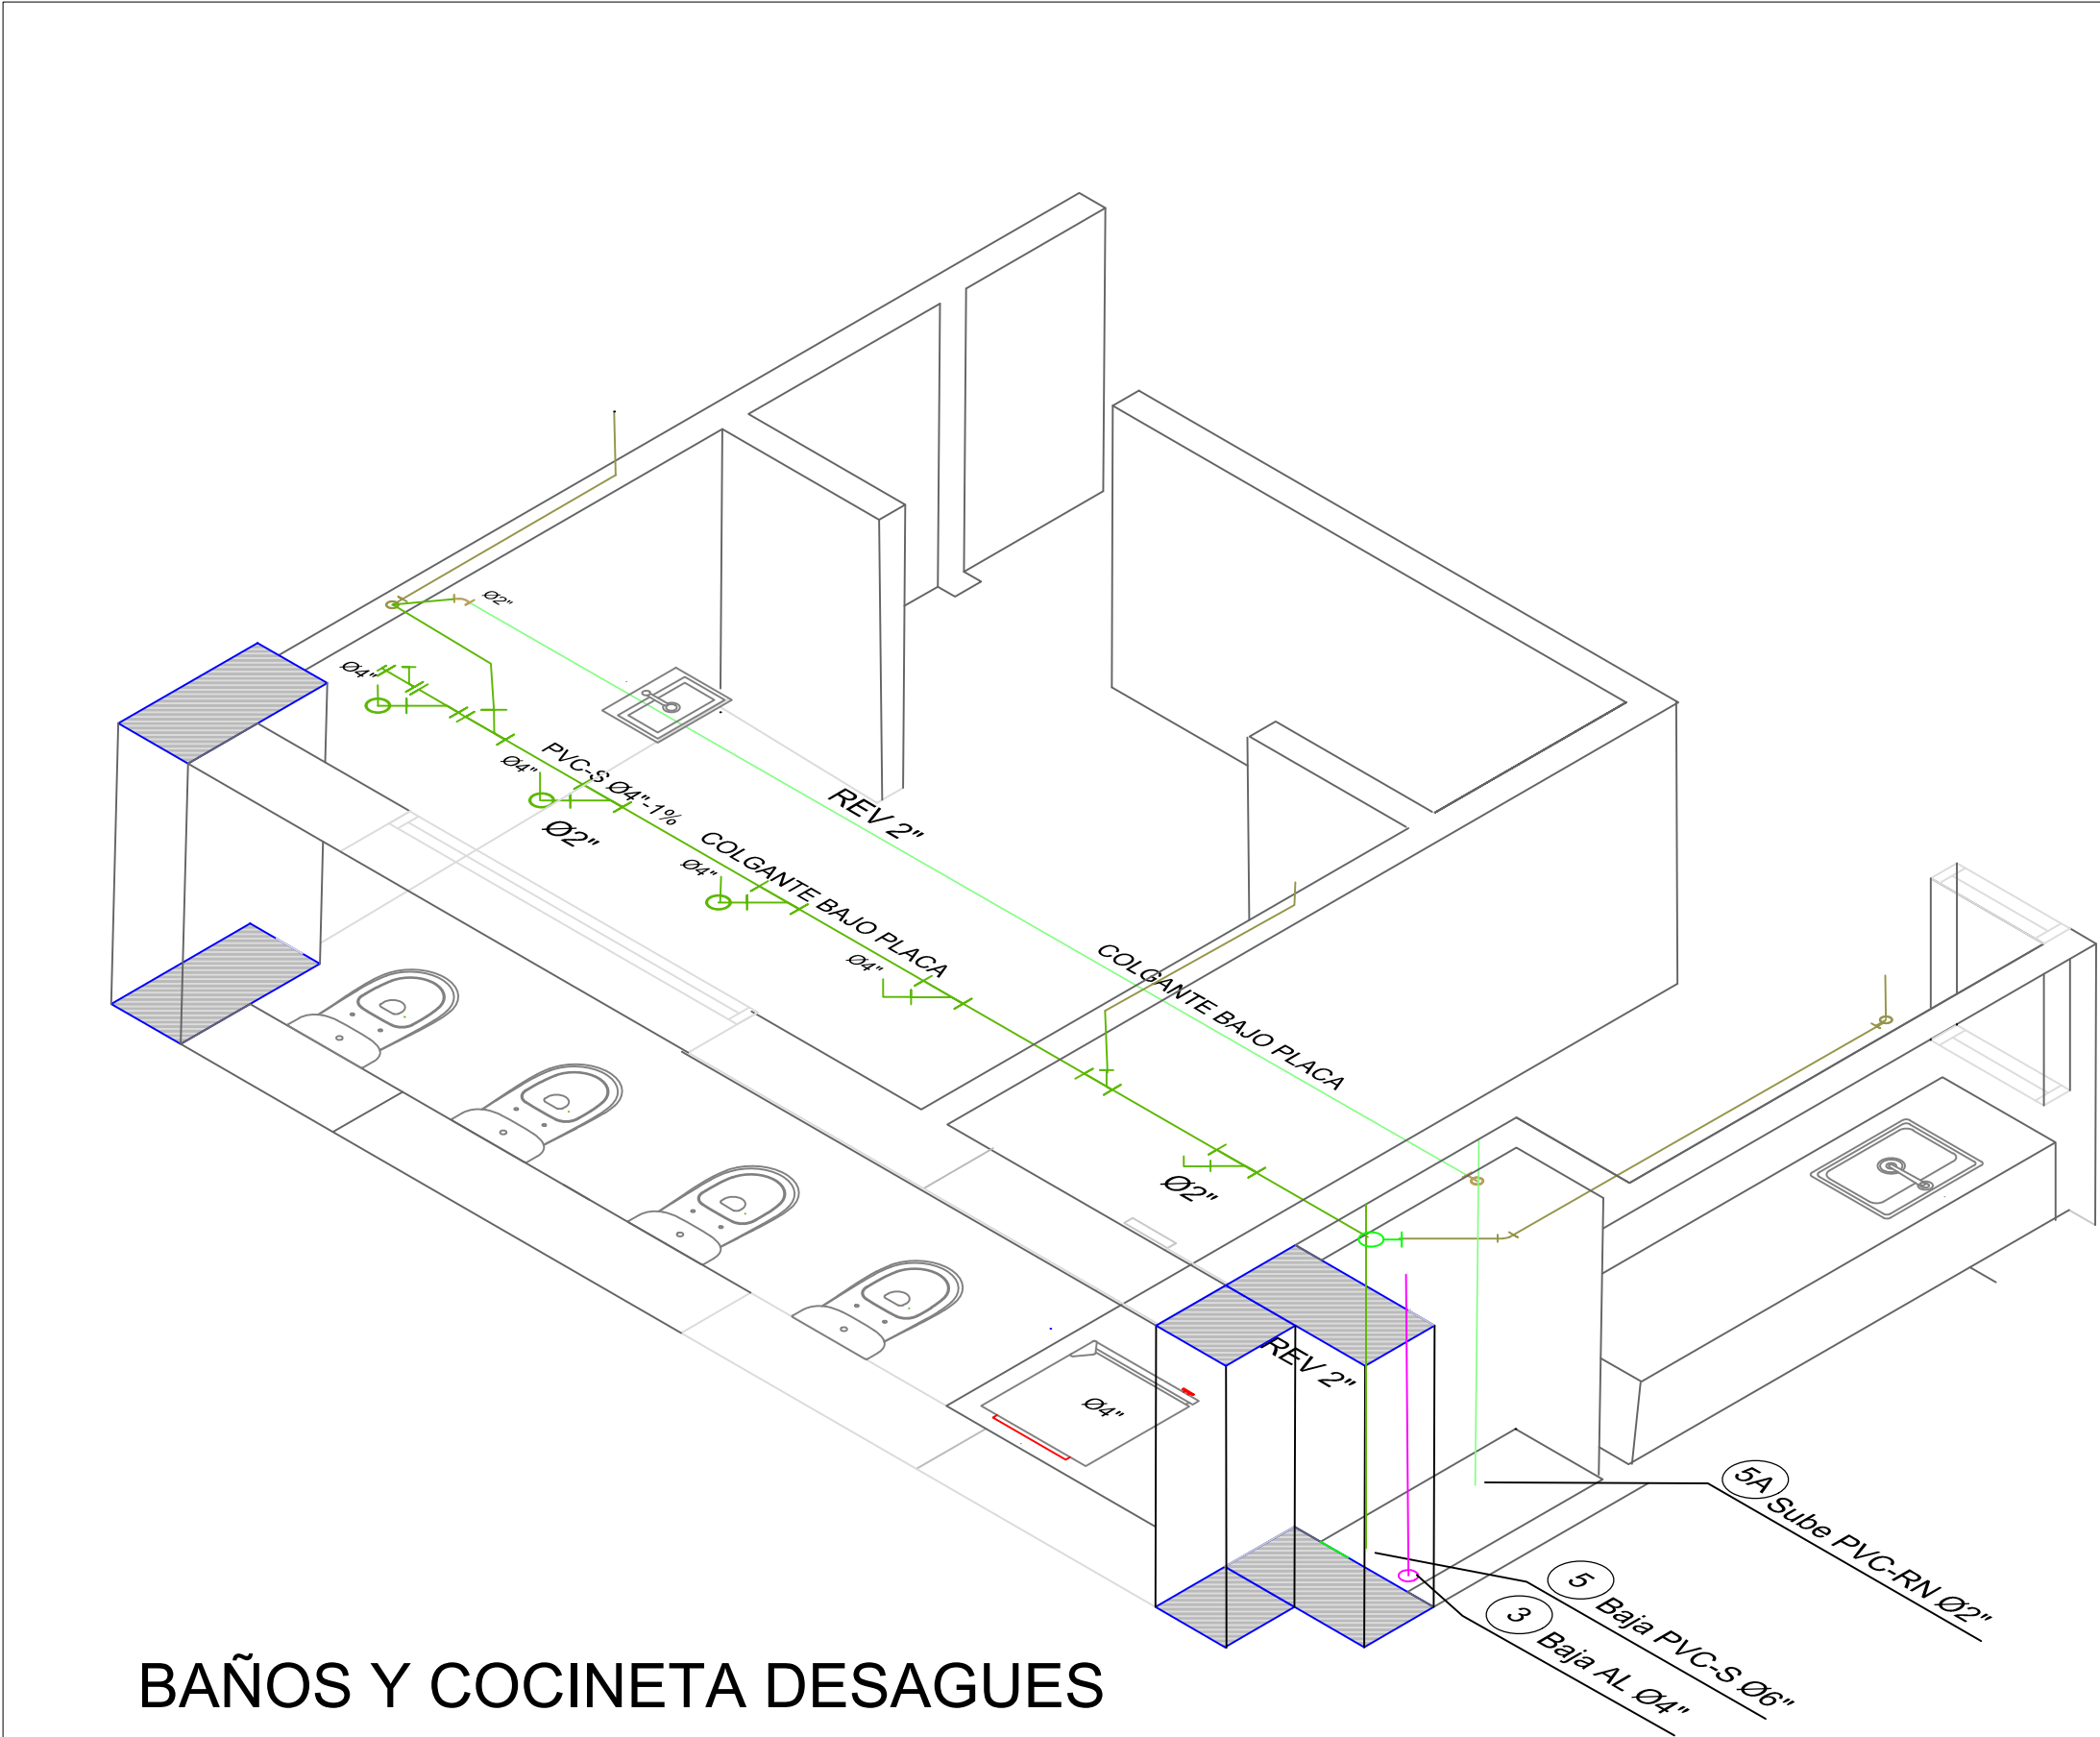 Ø2"
Ø4"
PVC-S Ø4"-1%
Ø4"
Ø2"
REV 2"
COLGANTE BAJO PLACA
Ø4"
Ø4"
COLGANTE BAJO PLACA
Ø2"
REV 2"
Ø4"
5A Sube PVC-RN Ø2"
5 Baja PVC-S Ø6"
3 Baja AL Ø4"
BAÑOS Y COCINETA DESAGUES